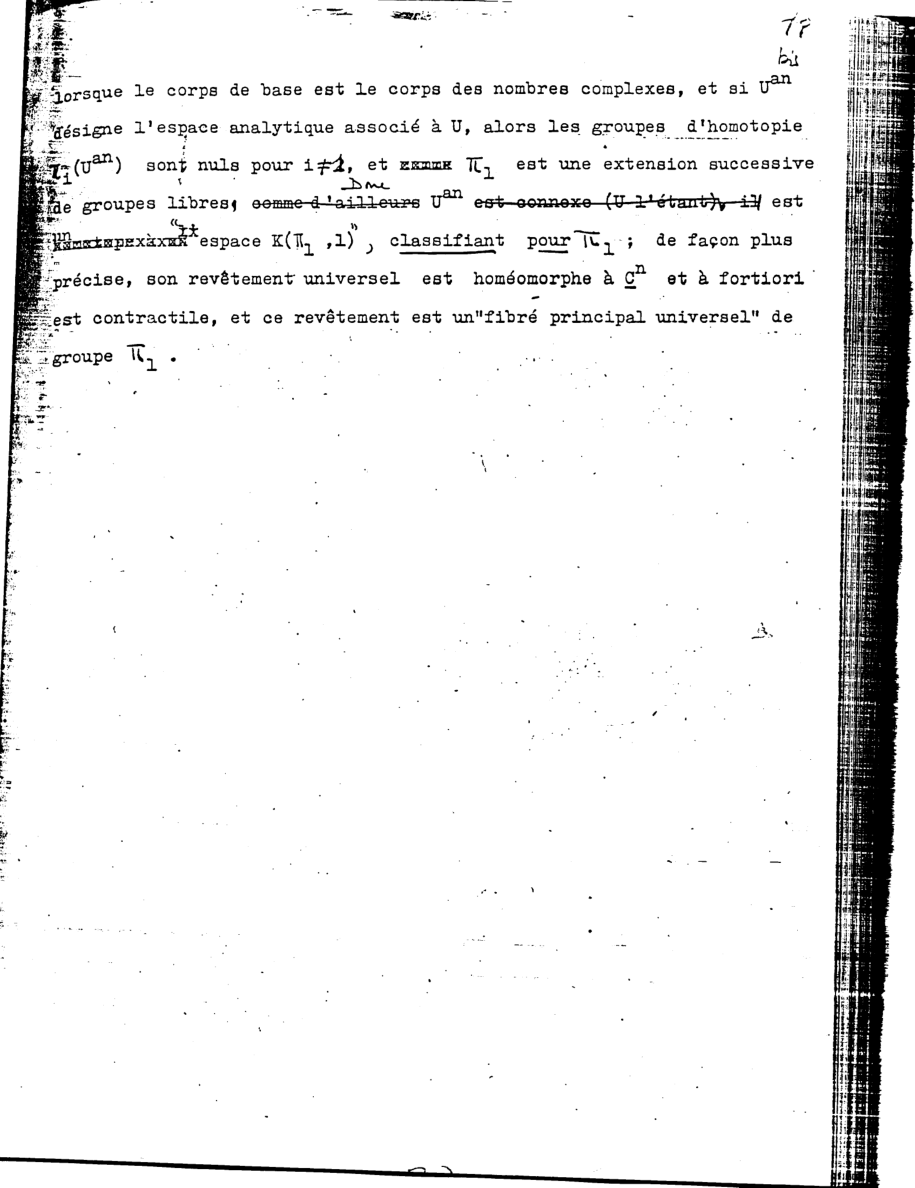 18
bis
lorsque le corps de base est le corps des nombres complexes, et si U^an
désigne l'espace analytique associé à U, alors les groupes d'homotopie
π_i(U^an) sont nuls pour i≠1, et π_1 est une extension successive
de groupes libres, comme d'ailleurs Donc U^an est connexe (U l'étant), il est
un "espace K(π_1 ,1)", classifiant pour π_1 ; de façon plus
précise, son revêtement universel est homéomorphe à C^n et à fortiori
est contractile, et ce revêtement est un"fibré principal universel" de
groupe π_1 .